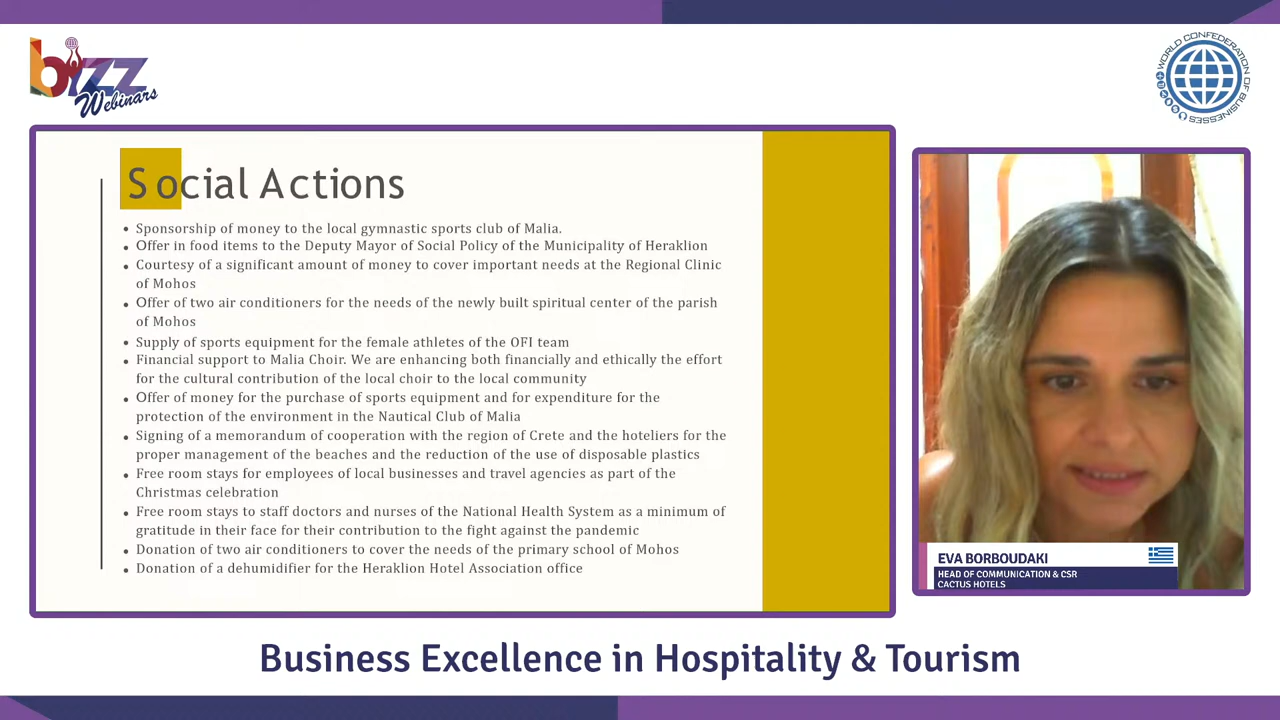 bizz
Webinars
WORLD CONFEDERATION OF BUSINESSES
Social Actions
• Sponsorship of money to the local gymnastic sports club of Malia.
• Offer in food items to the Deputy Mayor of Social Policy of the Municipality of Heraklion
• Courtesy of a significant amount of money to cover important needs at the Regional Clinic
of Mohos
• Offer of two air conditioners for the needs of the newly built spiritual center of the parish
of Mohos
• Supply of sports equipment for the female athletes of the OFI team
• Financial support to Malia Choir. We are enhancing both financially and ethically the effort
for the cultural contribution of the local choir to the local community
• Offer of money for the purchase of sports equipment and for expenditure for the
protection of the environment in the Nautical Club of Malia
• Signing of a memorandum of cooperation with the region of Crete and the hoteliers for the
proper management of the beaches and the reduction of the use of disposable plastics
• Free room stays for employees of local businesses and travel agencies as part of the
Christmas celebration
• Free room stays to staff doctors and nurses of the National Health System as a minimum of
gratitude in their face for their contribution to the fight against the pandemic
• Donation of two air conditioners to cover the needs of the primary school of Mohos
• Donation of a dehumidifier for the Heraklion Hotel Association office
EVA BORBOUDAKI
HEAD OF COMMUNICATION & CSR
CACTUS HOTELS
Business Excellence in Hospitality & Tourism